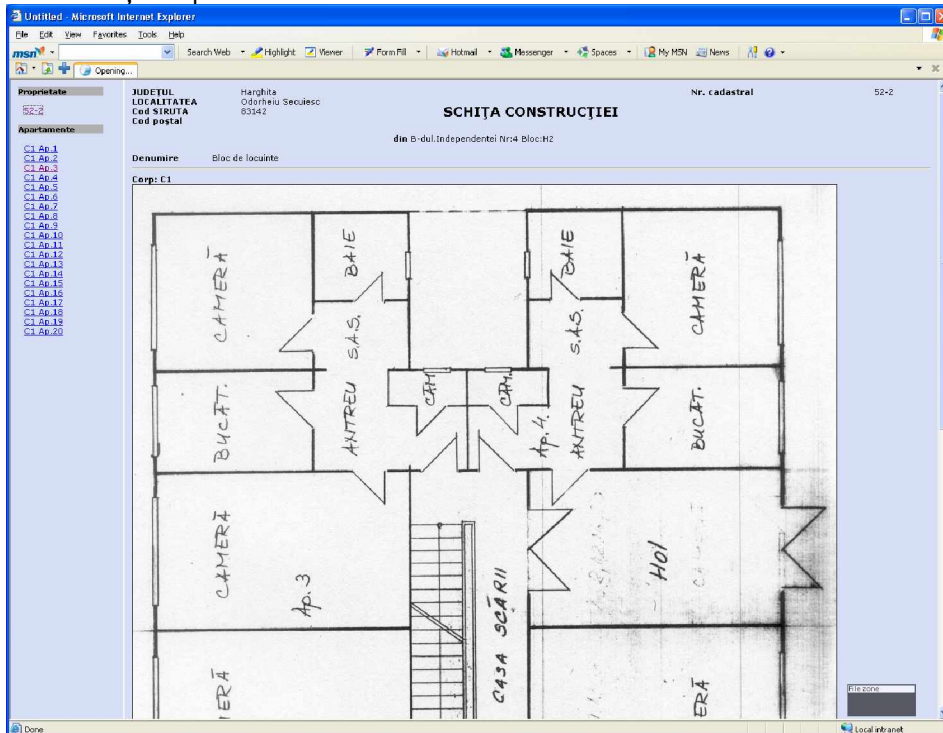 Untitled - Microsoft Internet Explorer
File Edit View Favorites Tools Help
msn Search Web Highlight Viewer Form Fill Hotmail Messenger Spaces My MSN News
Opening...
Proprietate
52-2
Apartamente
C1 Ap.1
C1 Ap.2
C1 Ap.3
C1 Ap.4
C1 Ap.5
C1 Ap.6
C1 Ap.7
C1 Ap.8
C1 Ap.9
C1 Ap.10
C1 Ap.11
C1 Ap.12
C1 Ap.13
C1 Ap.14
C1 Ap.15
C1 Ap.16
C1 Ap.17
C1 Ap.18
C1 Ap.19
C1 Ap.20
JUDEŢUL Harghita
LOCALITATEA Odorheiu Secuiesc
Cod SIRUTA 83142
Cod poştal
Nr. cadastral 52-2
SCHIŢA CONSTRUCŢIEI
din B-dul.Independentei Nr:4 Bloc:H2
Denumire Bloc de locuinte
Corp: C1
CAMERĂ
BAIE
BAIE
CAMERĂ
S.A.S.
S.A.S.
BUCĂT.
ANTREU
CĂM.
CĂM.
Ap.4.
ANTREU
BUCĂT.
CAMERĂ
Ap.3
CASA SCĂRII
HOl
MERĂ
ERĂ
File zone
Done
Local intranet